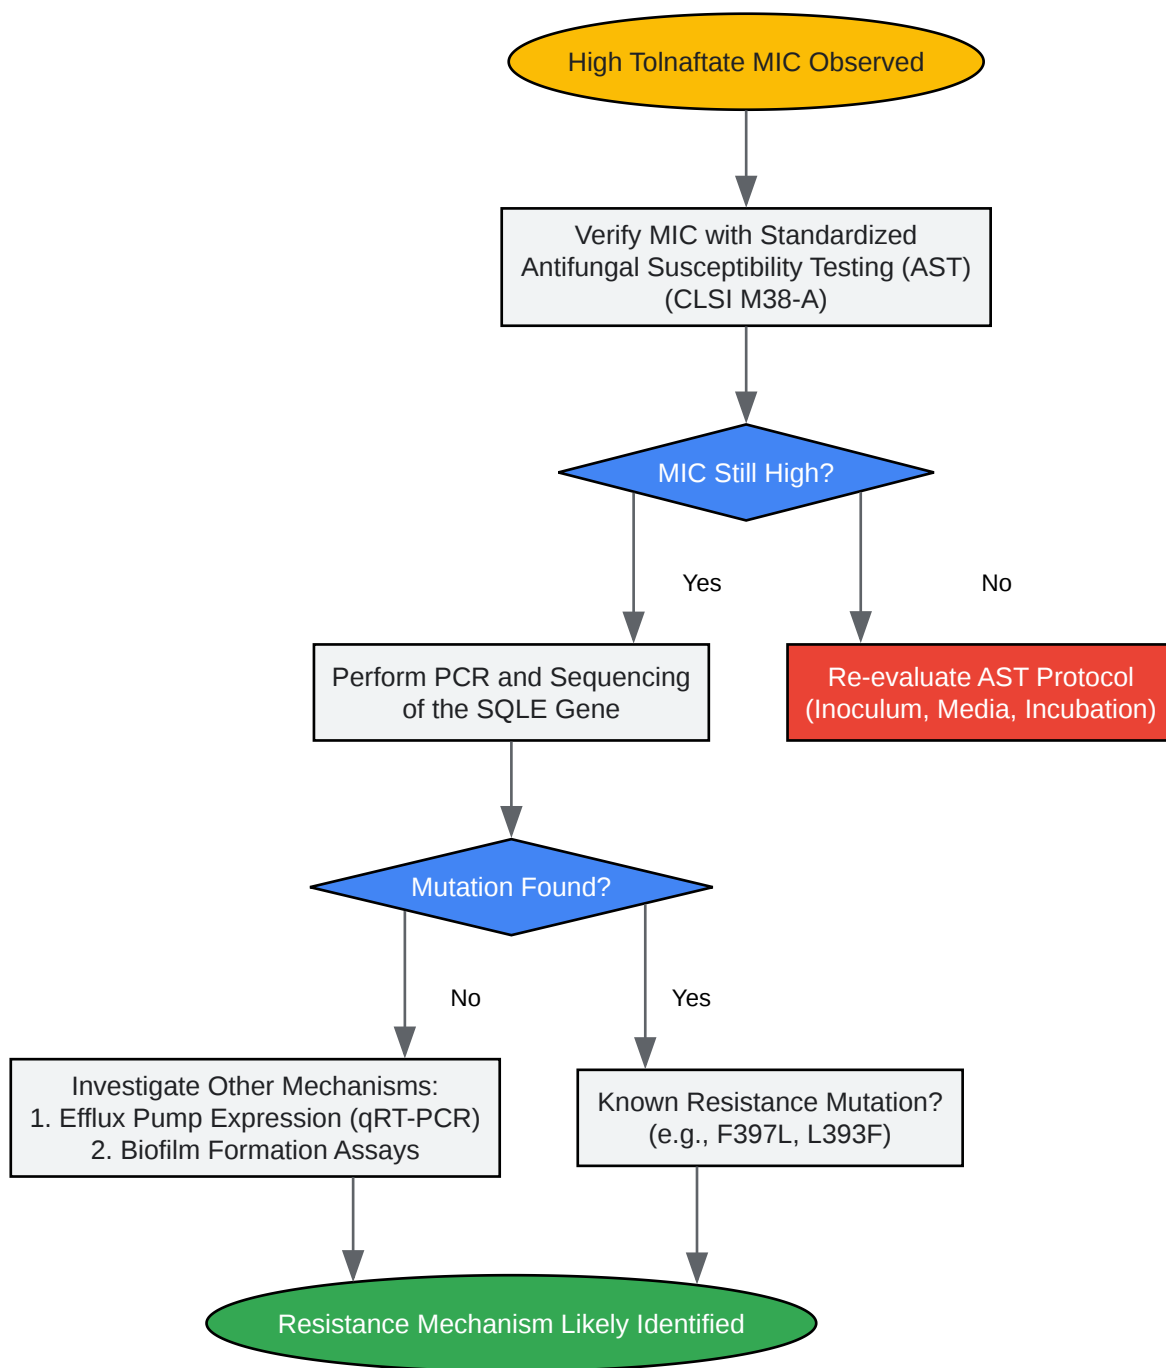 High Tolnaftate MIC Observed
Verify MIC with Standardized
Antifungal Susceptibility Testing (AST)
(CLSI M38-A)
MIC Still High?
Yes
No
Perform PCR and Sequencing
of the SQLE Gene
Re-evaluate AST Protocol
(Inoculum, Media, Incubation)
Mutation Found?
No
Yes
Investigate Other Mechanisms:
1. Efflux Pump Expression (qRT-PCR)
2. Biofilm Formation Assays
Known Resistance Mutation?
(e.g., F397L, L393F)
Resistance Mechanism Likely Identified